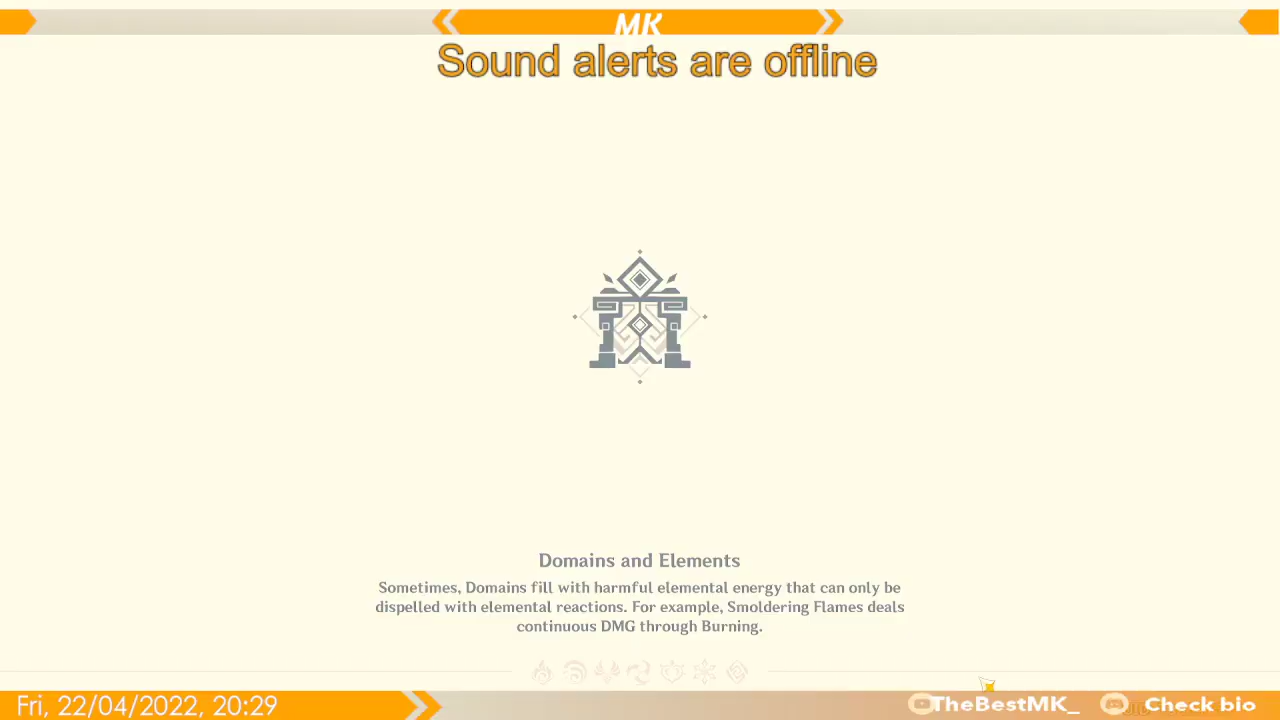 MK
Sound alerts are offline
Domains and Elements
Sometimes, Domains fill with harmful elemental energy that can only be
dispelled with elemental reactions. For example, Smoldering Flames deals
continuous DMG through Burning.
Fri, 22/04/2022, 20:29
TheBestMK_
Check bio